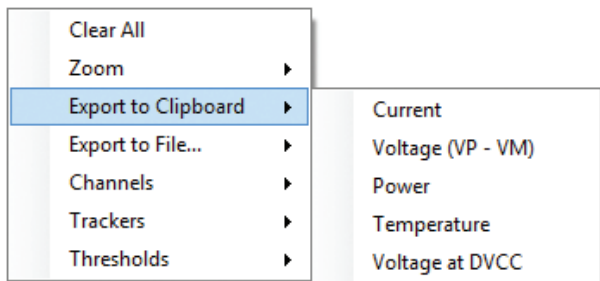 Clear All
Zoom
Export to Clipboard
Export to File...
Channels
Trackers
Thresholds
Current
Voltage (VP - VM)
Power
Temperature
Voltage at DVCC